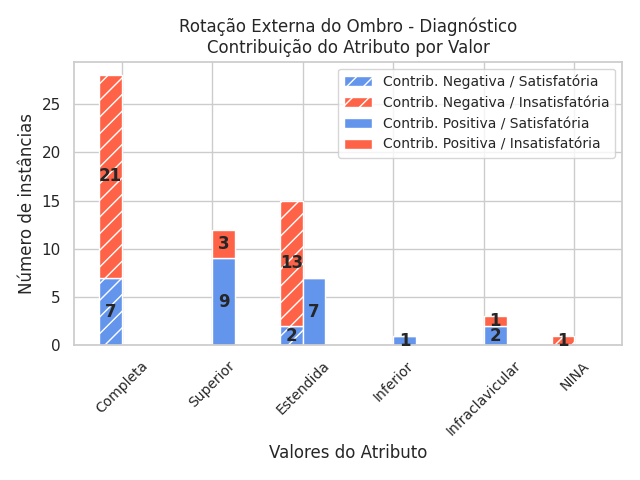 Rotação Externa do Ombro - Diagnóstico
Contribuição do Atributo por Valor
Contrib. Negativa / Satisfatória
Contrib. Negativa / Insatisfatória
Contrib. Positiva / Satisfatória
Contrib. Positiva / Insatisfatória
Número de instâncias
25
20
15
10
5
0
21
7
3
9
13
2
7
1
1
2
1
Completa
Superior
Estendida
Inferior
Infraclavicular
NINA
Valores do Atributo